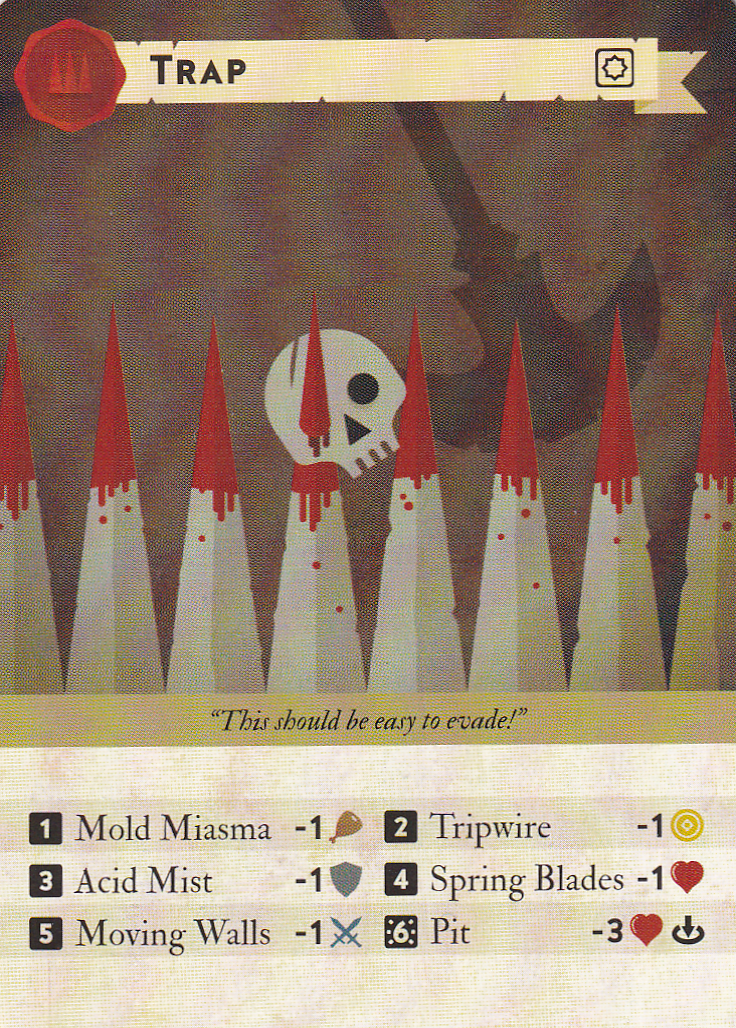 TRAP
“This should be easy to evade!”
1 Mold Miasma -1 2 Tripwire -1
3 Acid Mist -1 4 Spring Blades -1
5 Moving Walls -1 6 Pit -3